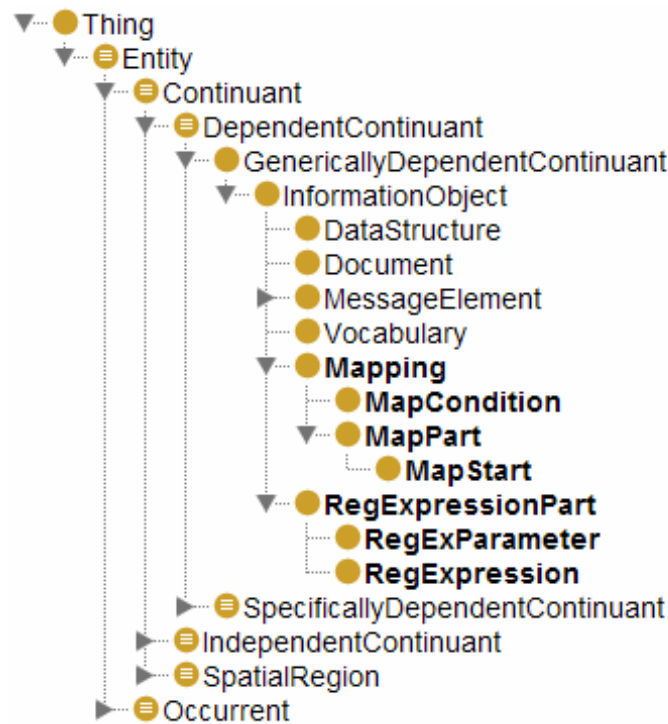 Thing
Entity
Continuant
DependentContinuant
GenericallyDependentContinuant
InformationObject
DataStructure
Document
MessageElement
Vocabulary
Mapping
MapCondition
MapPart
MapStart
RegExpressionPart
RegExParameter
RegExpression
SpecificallyDependentContinuant
IndependentContinuant
SpatialRegion
Occurrent